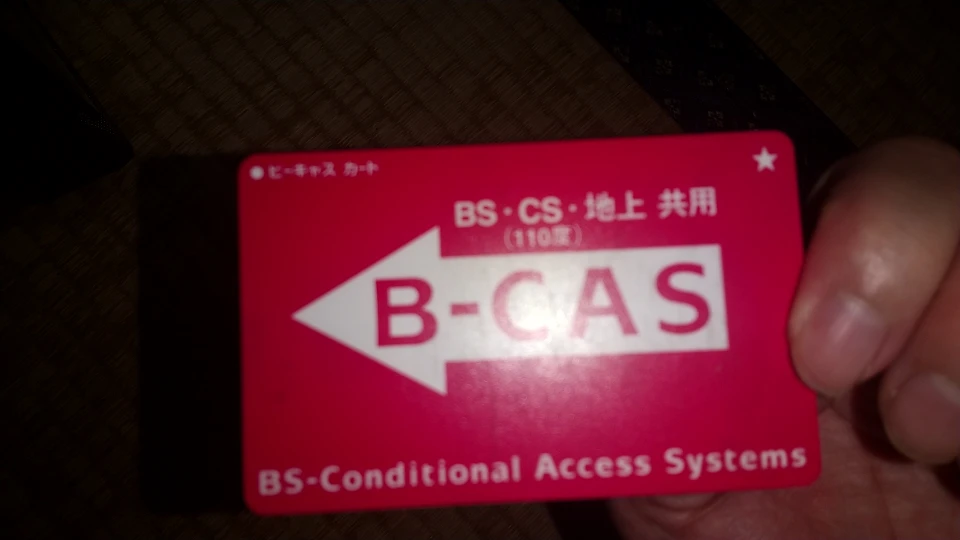 ●ビーキャス カード
★
BS・CS・地上 共用
(110度)
B-CAS
BS-Conditional Access Systems